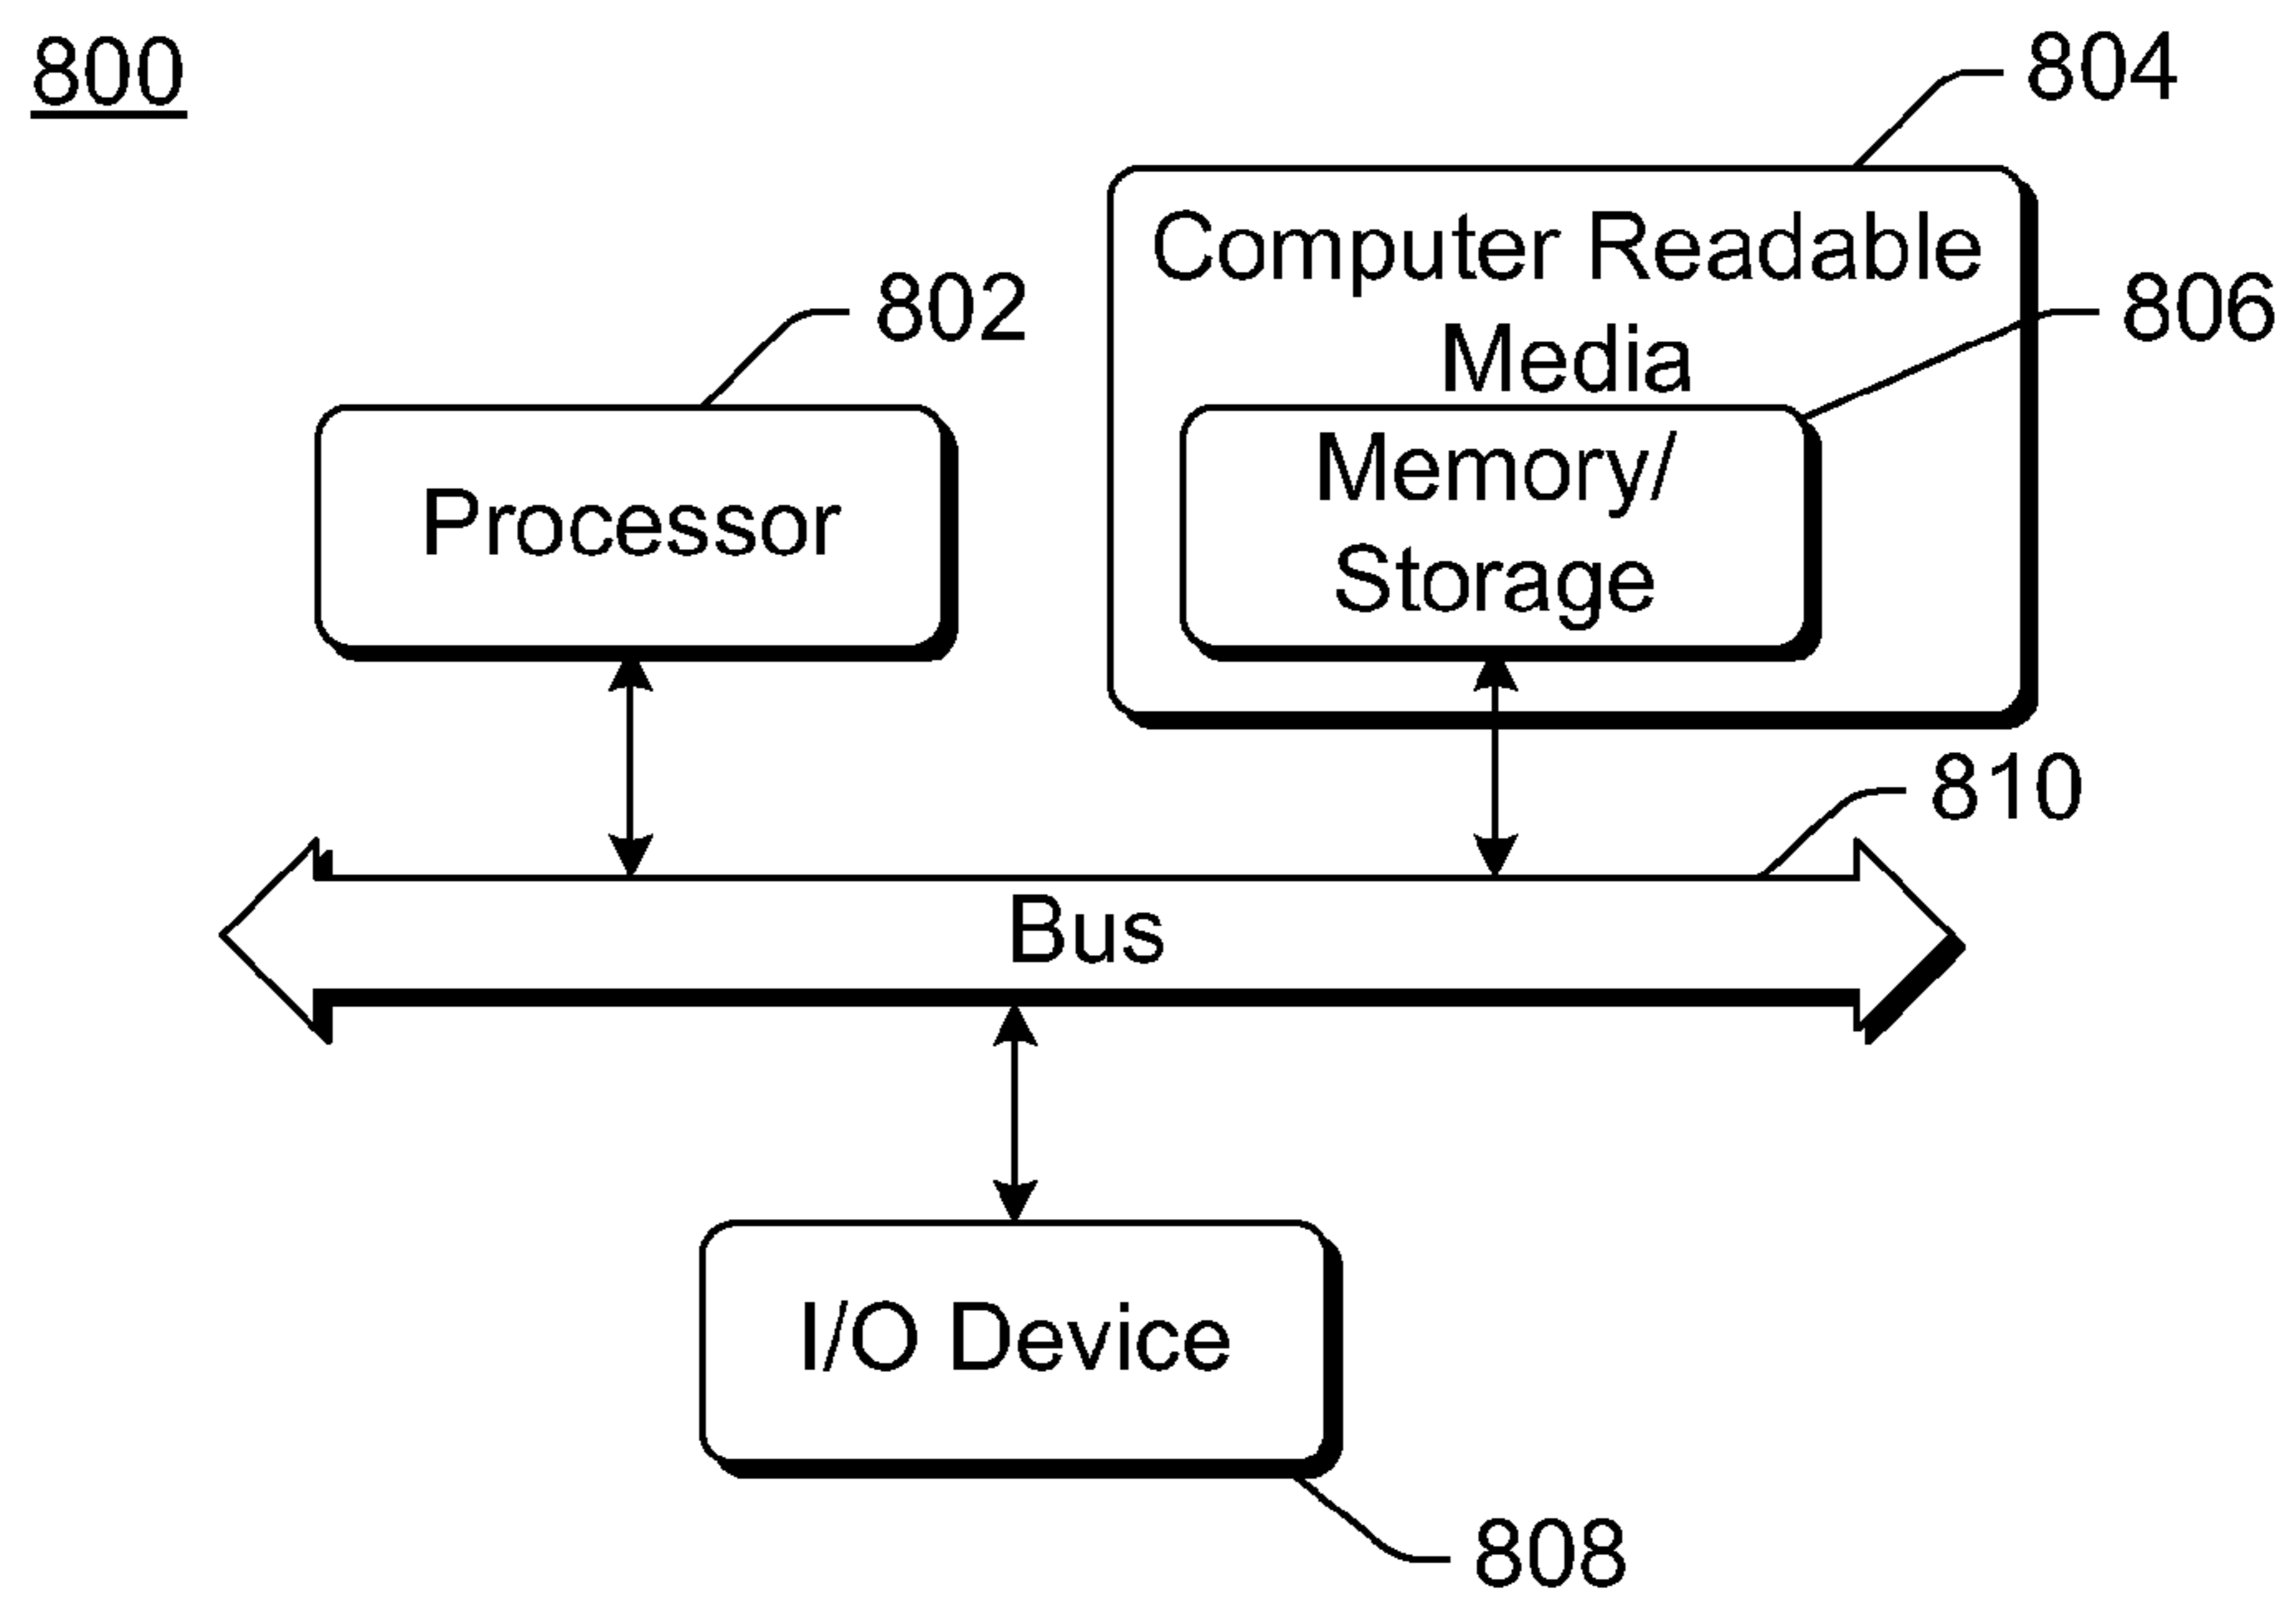 800
804
Computer Readable
Media
806
802
Processor
Memory/
Storage
810
Bus
I/O Device
808